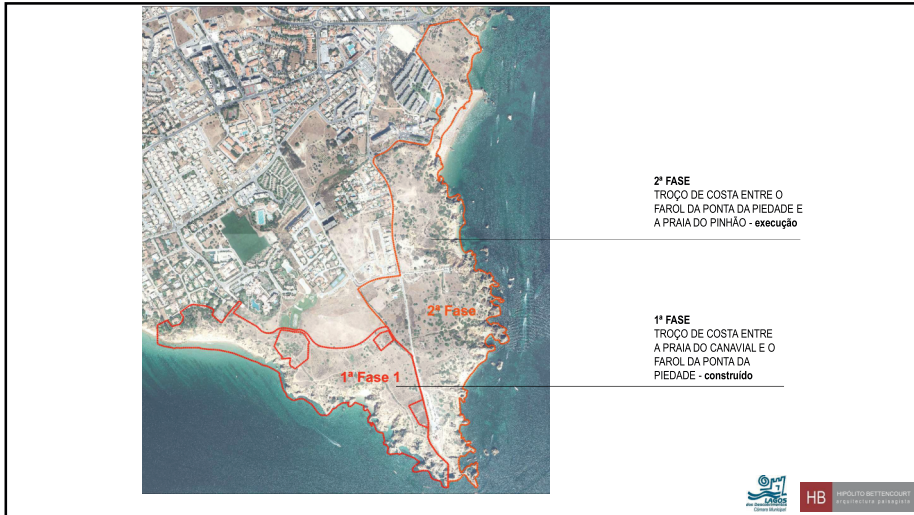 2ª FASE
TROÇO DE COSTA ENTRE O
FAROL DA PONTA DA PIEDADE E
A PRAIA DO PINHÃO - execução
2ª Fase
1ª FASE
TROÇO DE COSTA ENTRE
A PRAIA DO CANAVIAL E O
FAROL DA PONTA DA
PIEDADE - construído
1ª Fase 1
LAGOS
dos Descobrimentos
Câmara Municipal
HB
HIPÓLITO BETTENCOURT
arquitectura paisagista